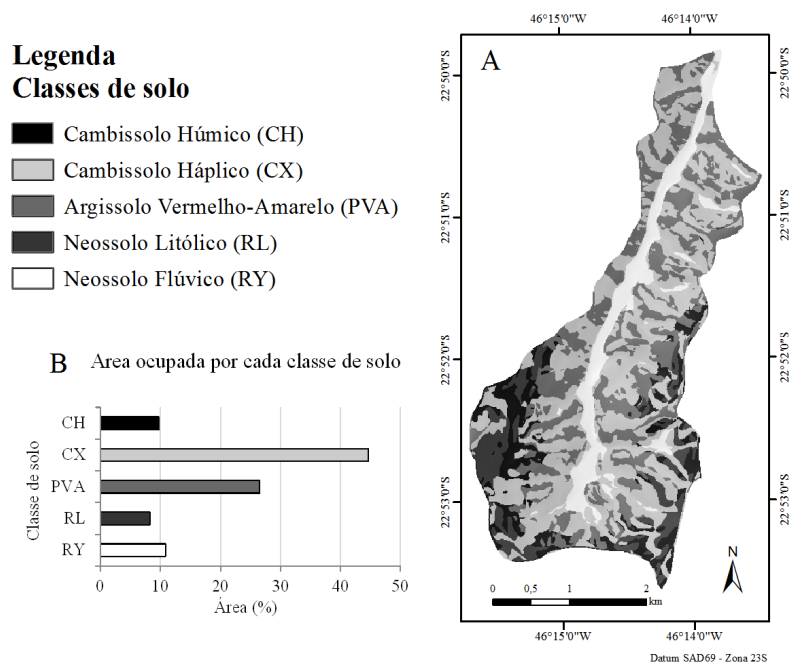 Legenda
Classes de solo
Cambissolo Húmico (CH)
Cambissolo Háplico (CX)
Argissolo Vermelho-Amarelo (PVA)
Neossolo Litólico (RL)
Neossolo Flúvico (RY)
B Area ocupada por cada classe de solo
Classe de solo
CH
CX
PVA
RL
RY
0 10 20 30 40 50
Área (%)
46°15'0"W 46°14'0"W
A
22°50'0"S 22°50'0"S
22°51'0"S 22°51'0"S
22°52'0"S 22°52'0"S
22°53'0"S 22°53'0"S
N
0 0,5 1 2
km
46°15'0"W 46°14'0"W
Datum SAD69 - Zona 23S